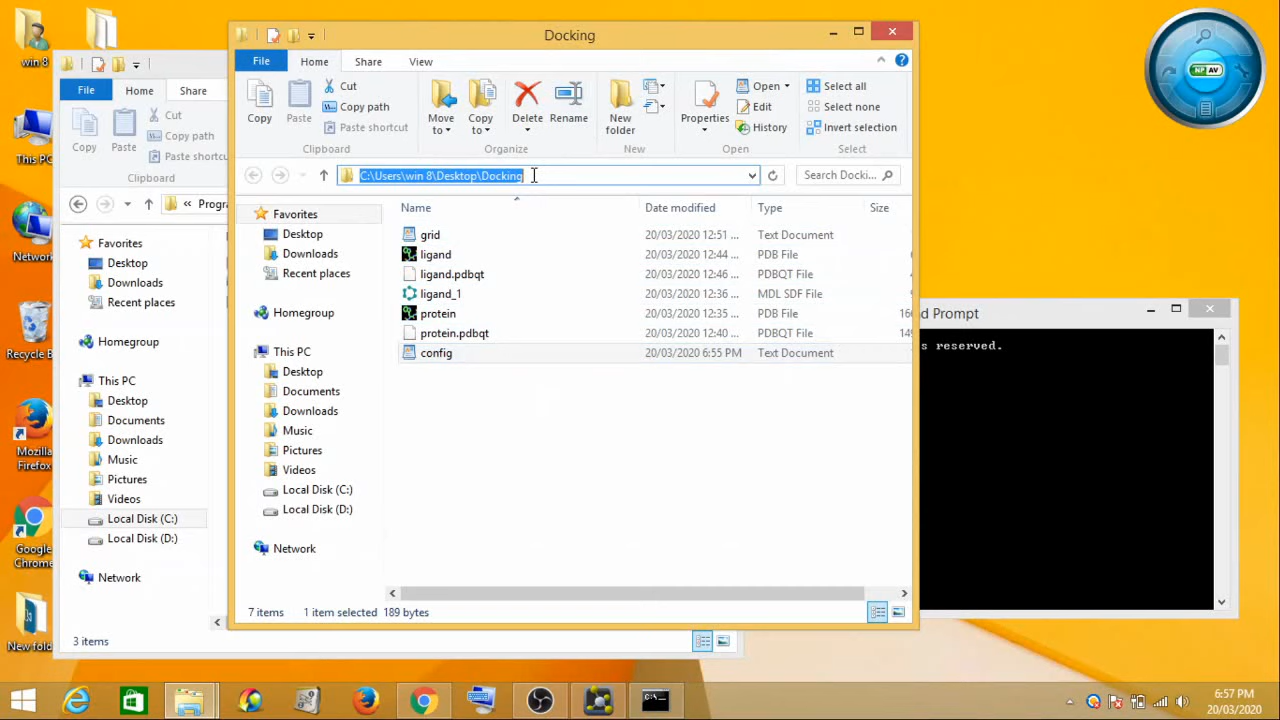 win 8
This PC
Network
Recycle B
Mozilla
Firefox
Google
Chrome
New fold
File
Home
Share
Cut
Copy path
Paste shortcu
Copy
Paste
Clipboard
«
Progra
Favorites
Desktop
Downloads
Recent places
Homegroup
This PC
Desktop
Documents
Downloads
Music
Pictures
Videos
Local Disk (C:)
Local Disk (D:)
Network
3 items
Docking
File
Home
Share
View
Copy
Paste
Cut
Copy path
Paste shortcut
Clipboard
Move
to
Copy
to
Delete
Rename
Organize
New
folder
New
Properties
Open
Edit
History
Open
Select all
Select none
Invert selection
Select
C:\Users\win 8\Desktop\Docking
Search Docki...
Favorites
Desktop
Downloads
Recent places
Homegroup
This PC
Desktop
Documents
Downloads
Music
Pictures
Videos
Local Disk (C:)
Local Disk (D:)
Network
Name Date modified Type Size
grid 20/03/2020 12:51 ... Text Document
ligand 20/03/2020 12:44 ... PDB File
ligand.pdbqt 20/03/2020 12:46 ... PDBQT File
ligand_1 20/03/2020 12:36 ... MDL SDF File
protein 20/03/2020 12:35 ... PDB File 166
protein.pdbqt 20/03/2020 12:40 ... PDBQT File 149
config 20/03/2020 6:55 PM Text Document
7 items 1 item selected 189 bytes
d Prompt
s reserved.
NP AV
C:\_
6:57 PM
20/03/2020